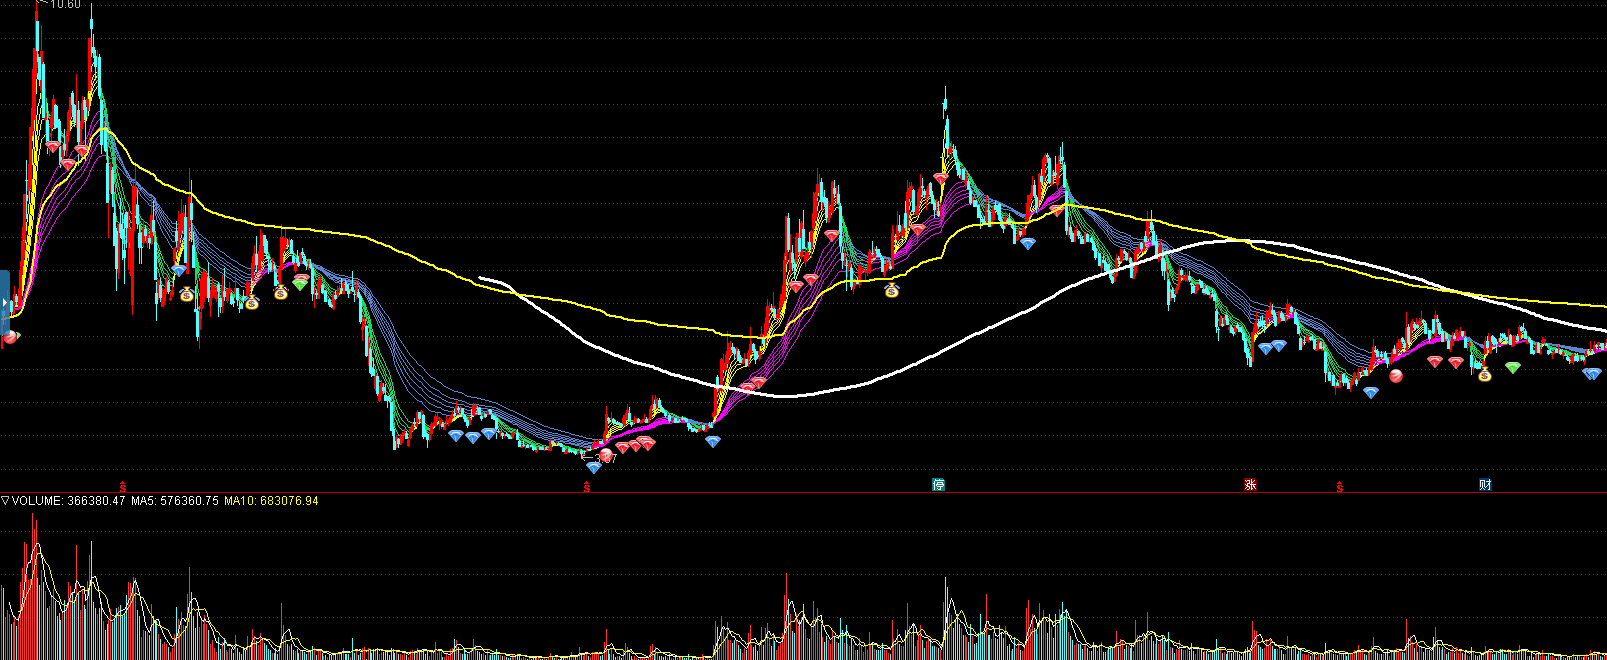 10.60
S S 停 涨 S 财
▽VOLUME: 366380.47 MA5: 576360.75 MA10: 683076.94